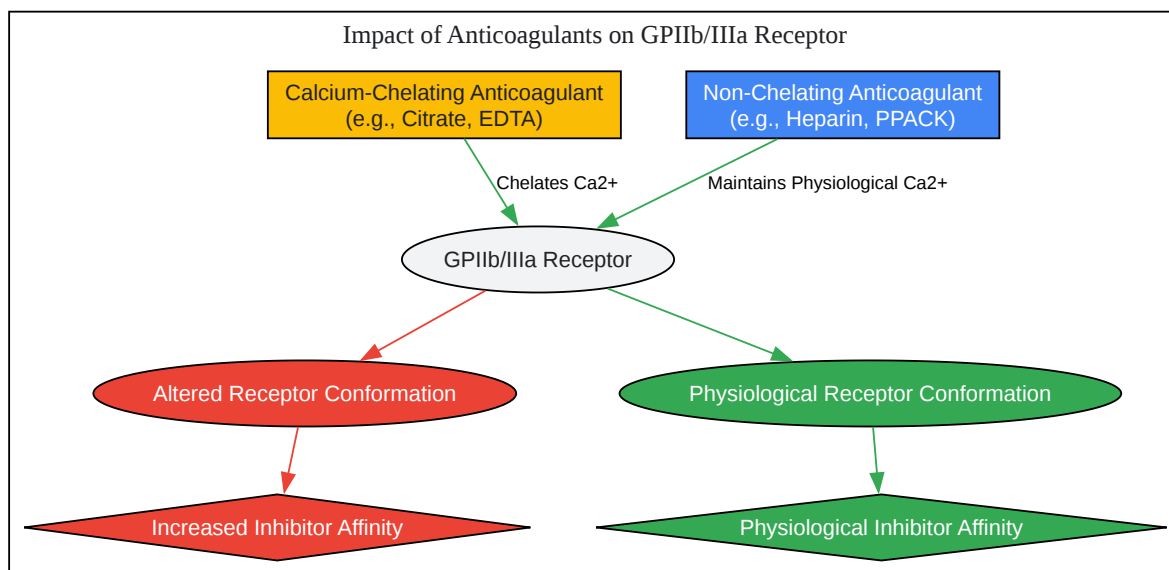 Impact of Anticoagulants on GPIIb/IIIa Receptor
Calcium-Chelating Anticoagulant
(e.g., Citrate, EDTA)
Non-Chelating Anticoagulant
(e.g., Heparin, PPACK)
Chelates Ca2+
Maintains Physiological Ca2+
GPIIb/IIIa Receptor
Altered Receptor Conformation
Physiological Receptor Conformation
Increased Inhibitor Affinity
Physiological Inhibitor Affinity